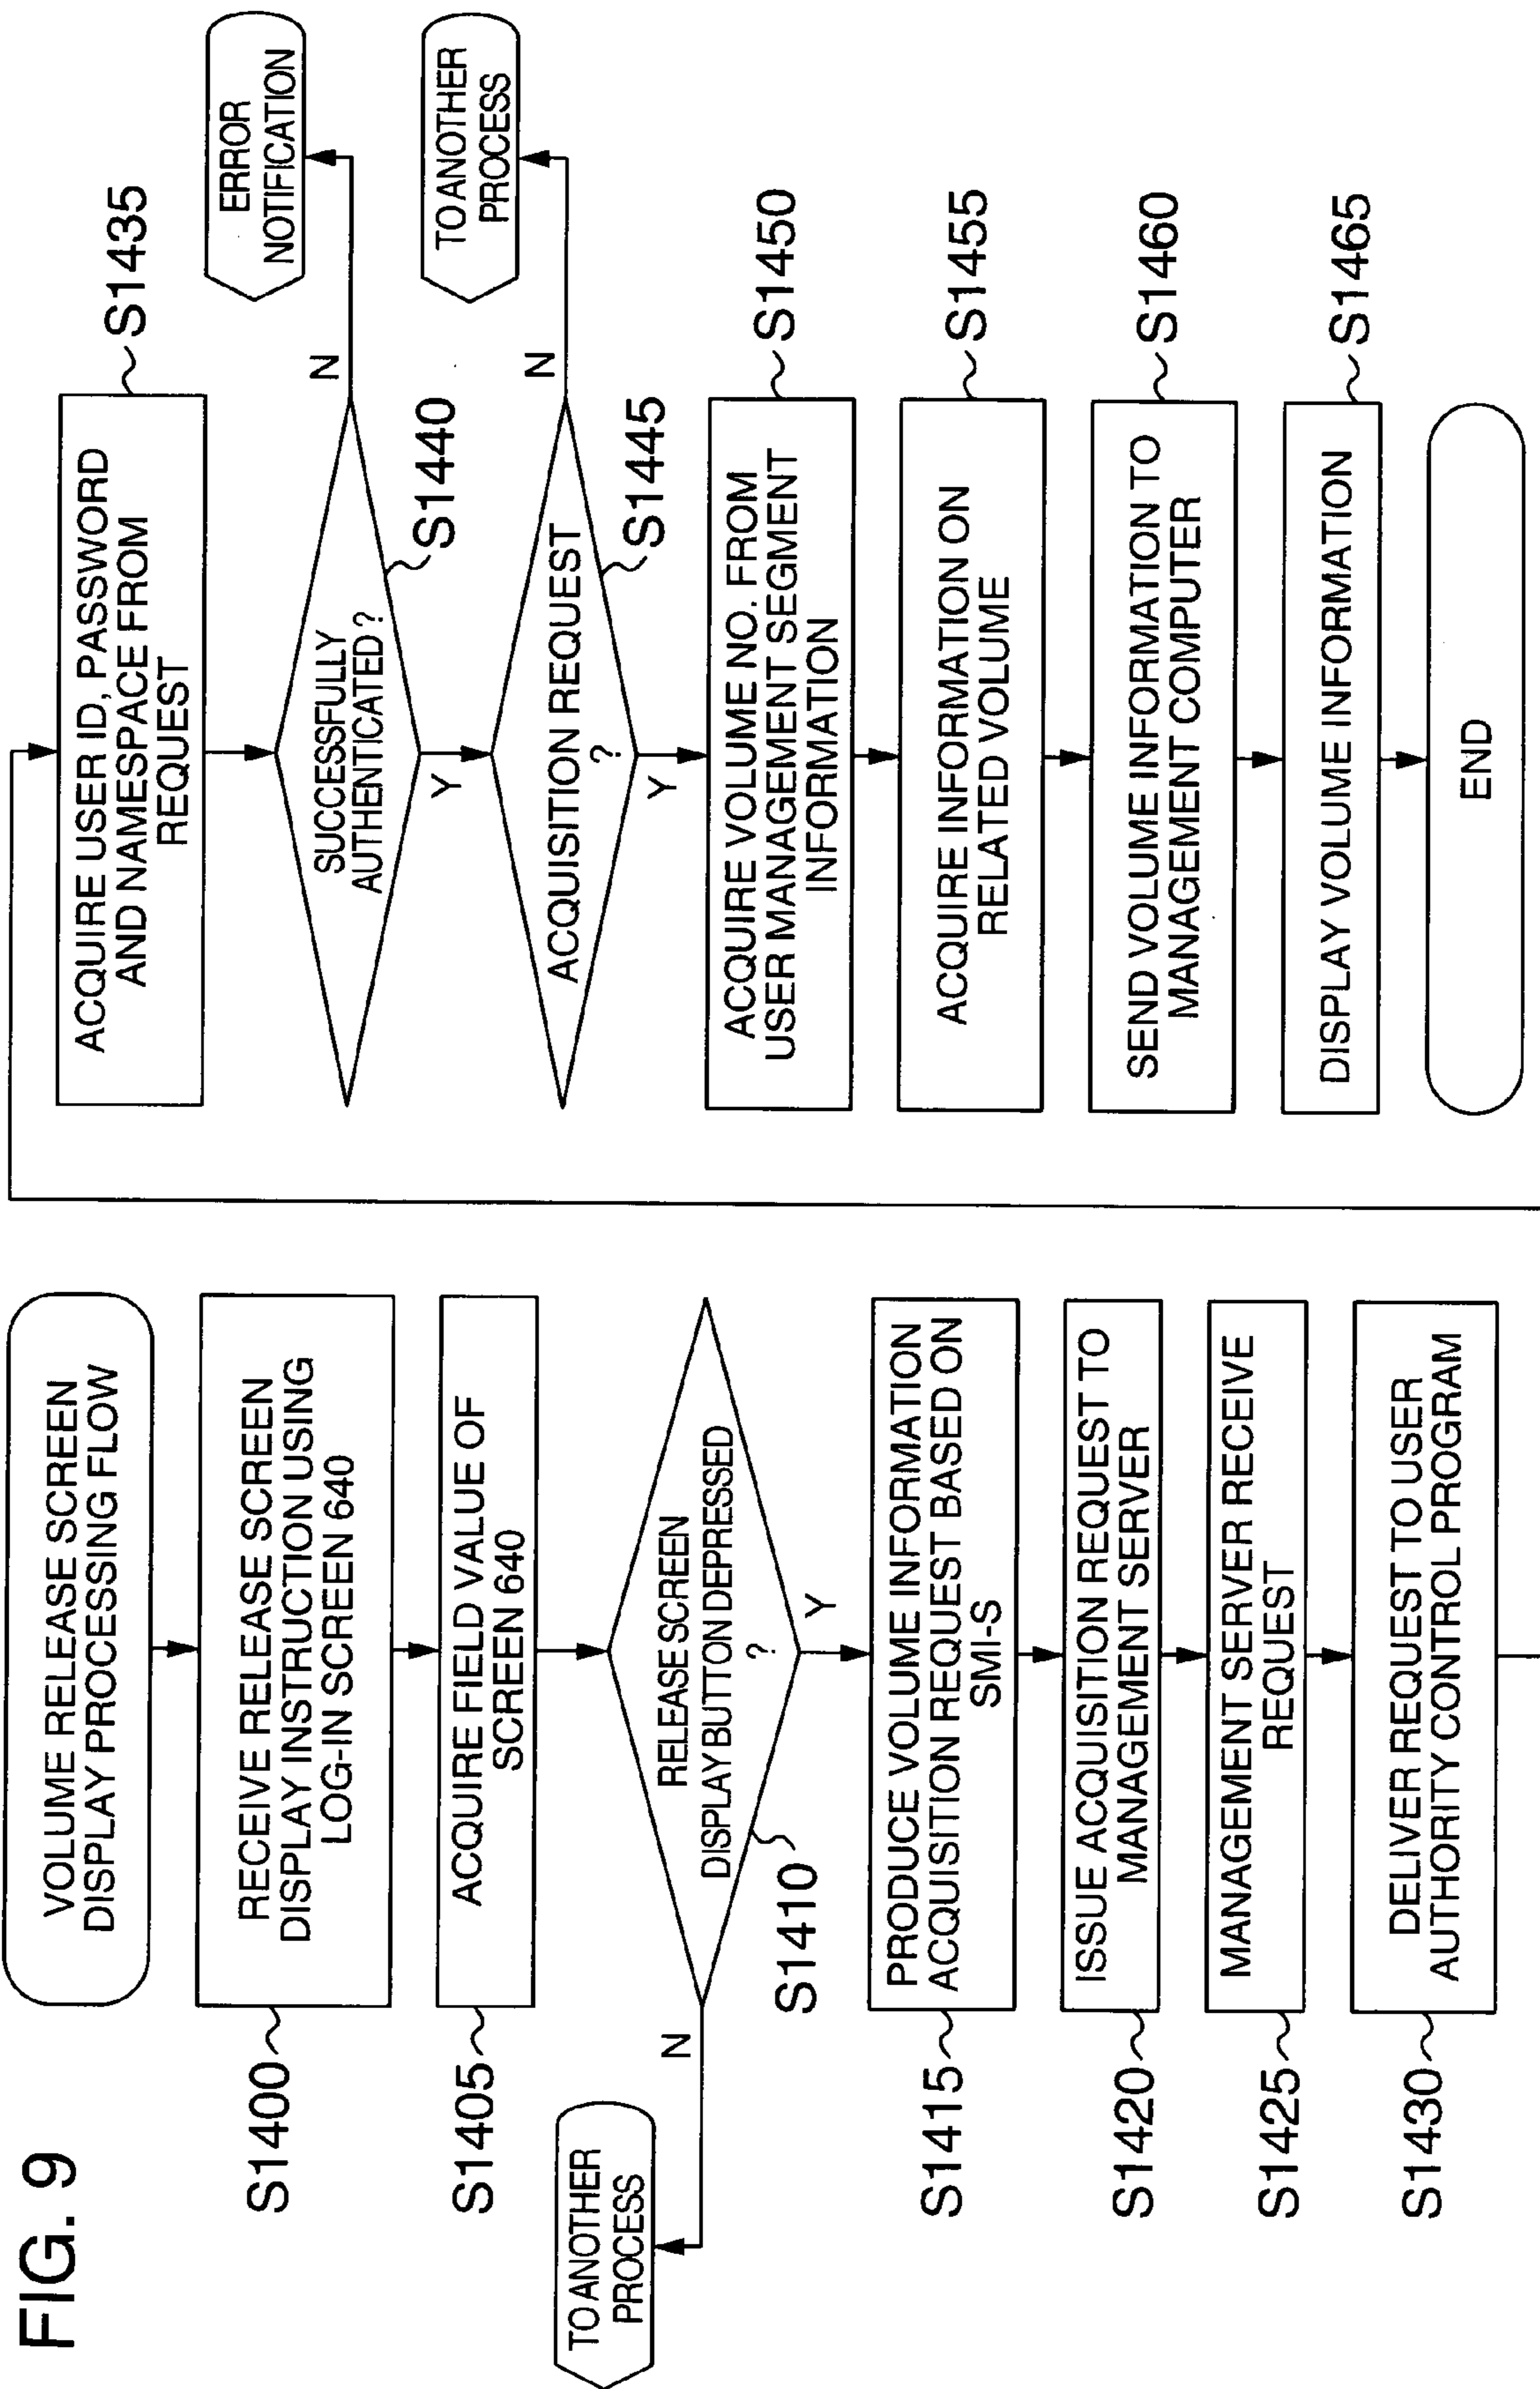 FIG. 9
VOLUME RELEASE SCREEN
DISPLAY PROCESSING FLOW
S1400
RECEIVE RELEASE SCREEN
DISPLAY INSTRUCTION USING
LOG-IN SCREEN 640
S1405
ACQUIRE FIELD VALUE OF
SCREEN 640
RELEASE SCREEN
DISPLAY BUTTON DEPRESSED
?
S1410
N
TO ANOTHER
PROCESS
Y
S1415
PRODUCE VOLUME INFORMATION
ACQUISITION REQUEST BASED ON
SMI-S
S1420
ISSUE ACQUISITION REQUEST TO
MANAGEMENT SERVER
S1425
MANAGEMENT SERVER RECEIVE
REQUEST
S1430
DELIVER REQUEST TO USER
AUTHORITY CONTROL PROGRAM
ACQUIRE USER ID, PASSWORD
AND NAMESPACE FROM
REQUEST
S1435
SUCCESSFULLY
AUTHENTICATED ?
S1440
N
ERROR
NOTIFICATION
Y
ACQUISITION REQUEST
?
S1445
N
TO ANOTHER
PROCESS
Y
ACQUIRE VOLUME NO. FROM
USER MANAGEMENT SEGMENT
INFORMATION
S1450
ACQUIRE INFORMATION ON
RELATED VOLUME
S1455
SEND VOLUME INFORMATION TO
MANAGEMENT COMPUTER
S1460
DISPLAY VOLUME INFORMATION
S1465
END